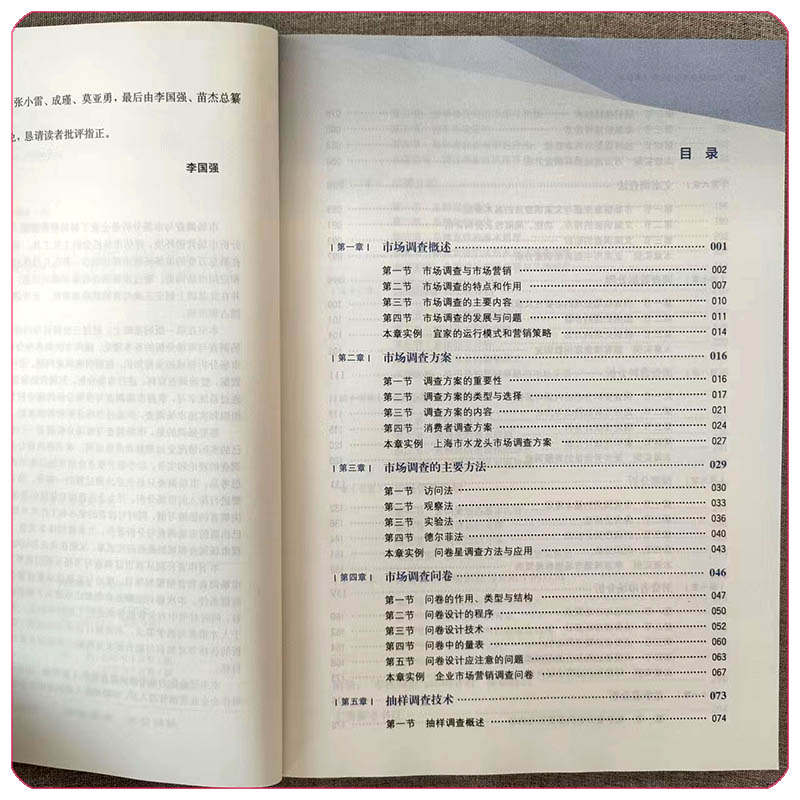 张小雷、成瑾、莫亚勇，最后由李国强、苗杰总纂
，恳请读者批评指正。
李国强
目 录
第一章 市场调查概述 001
第一节 市场调查与市场营销 002
第二节 市场调查的特点和作用 007
第三节 市场调查的主要内容 010
第四节 市场调查的发展与问题 011
本章实例 宜家的运行模式和营销策略 014
第二章 市场调查方案 016
第一节 调查方案的重要性 016
第二节 调查方案的类型与选择 017
第三节 调查方案的内容 021
第四节 消费者调查方案 024
本章实例 上海市水龙头市场调查方案 027
第三章 市场调查的主要方法 029
第一节 访问法 030
第二节 观察法 033
第三节 实验法 036
第四节 德尔菲法 040
本章实例 问卷星调查方法与应用 043
第四章 市场调查问卷 046
第一节 问卷的作用、类型与结构 047
第二节 问卷设计的程序 050
第三节 问卷设计技术 052
第四节 问卷中的量表 060
第五节 问卷设计应注意的问题 063
本章实例 企业市场营销调查问卷 067
第五章 抽样调查技术 073
第一节 抽样调查概述 074